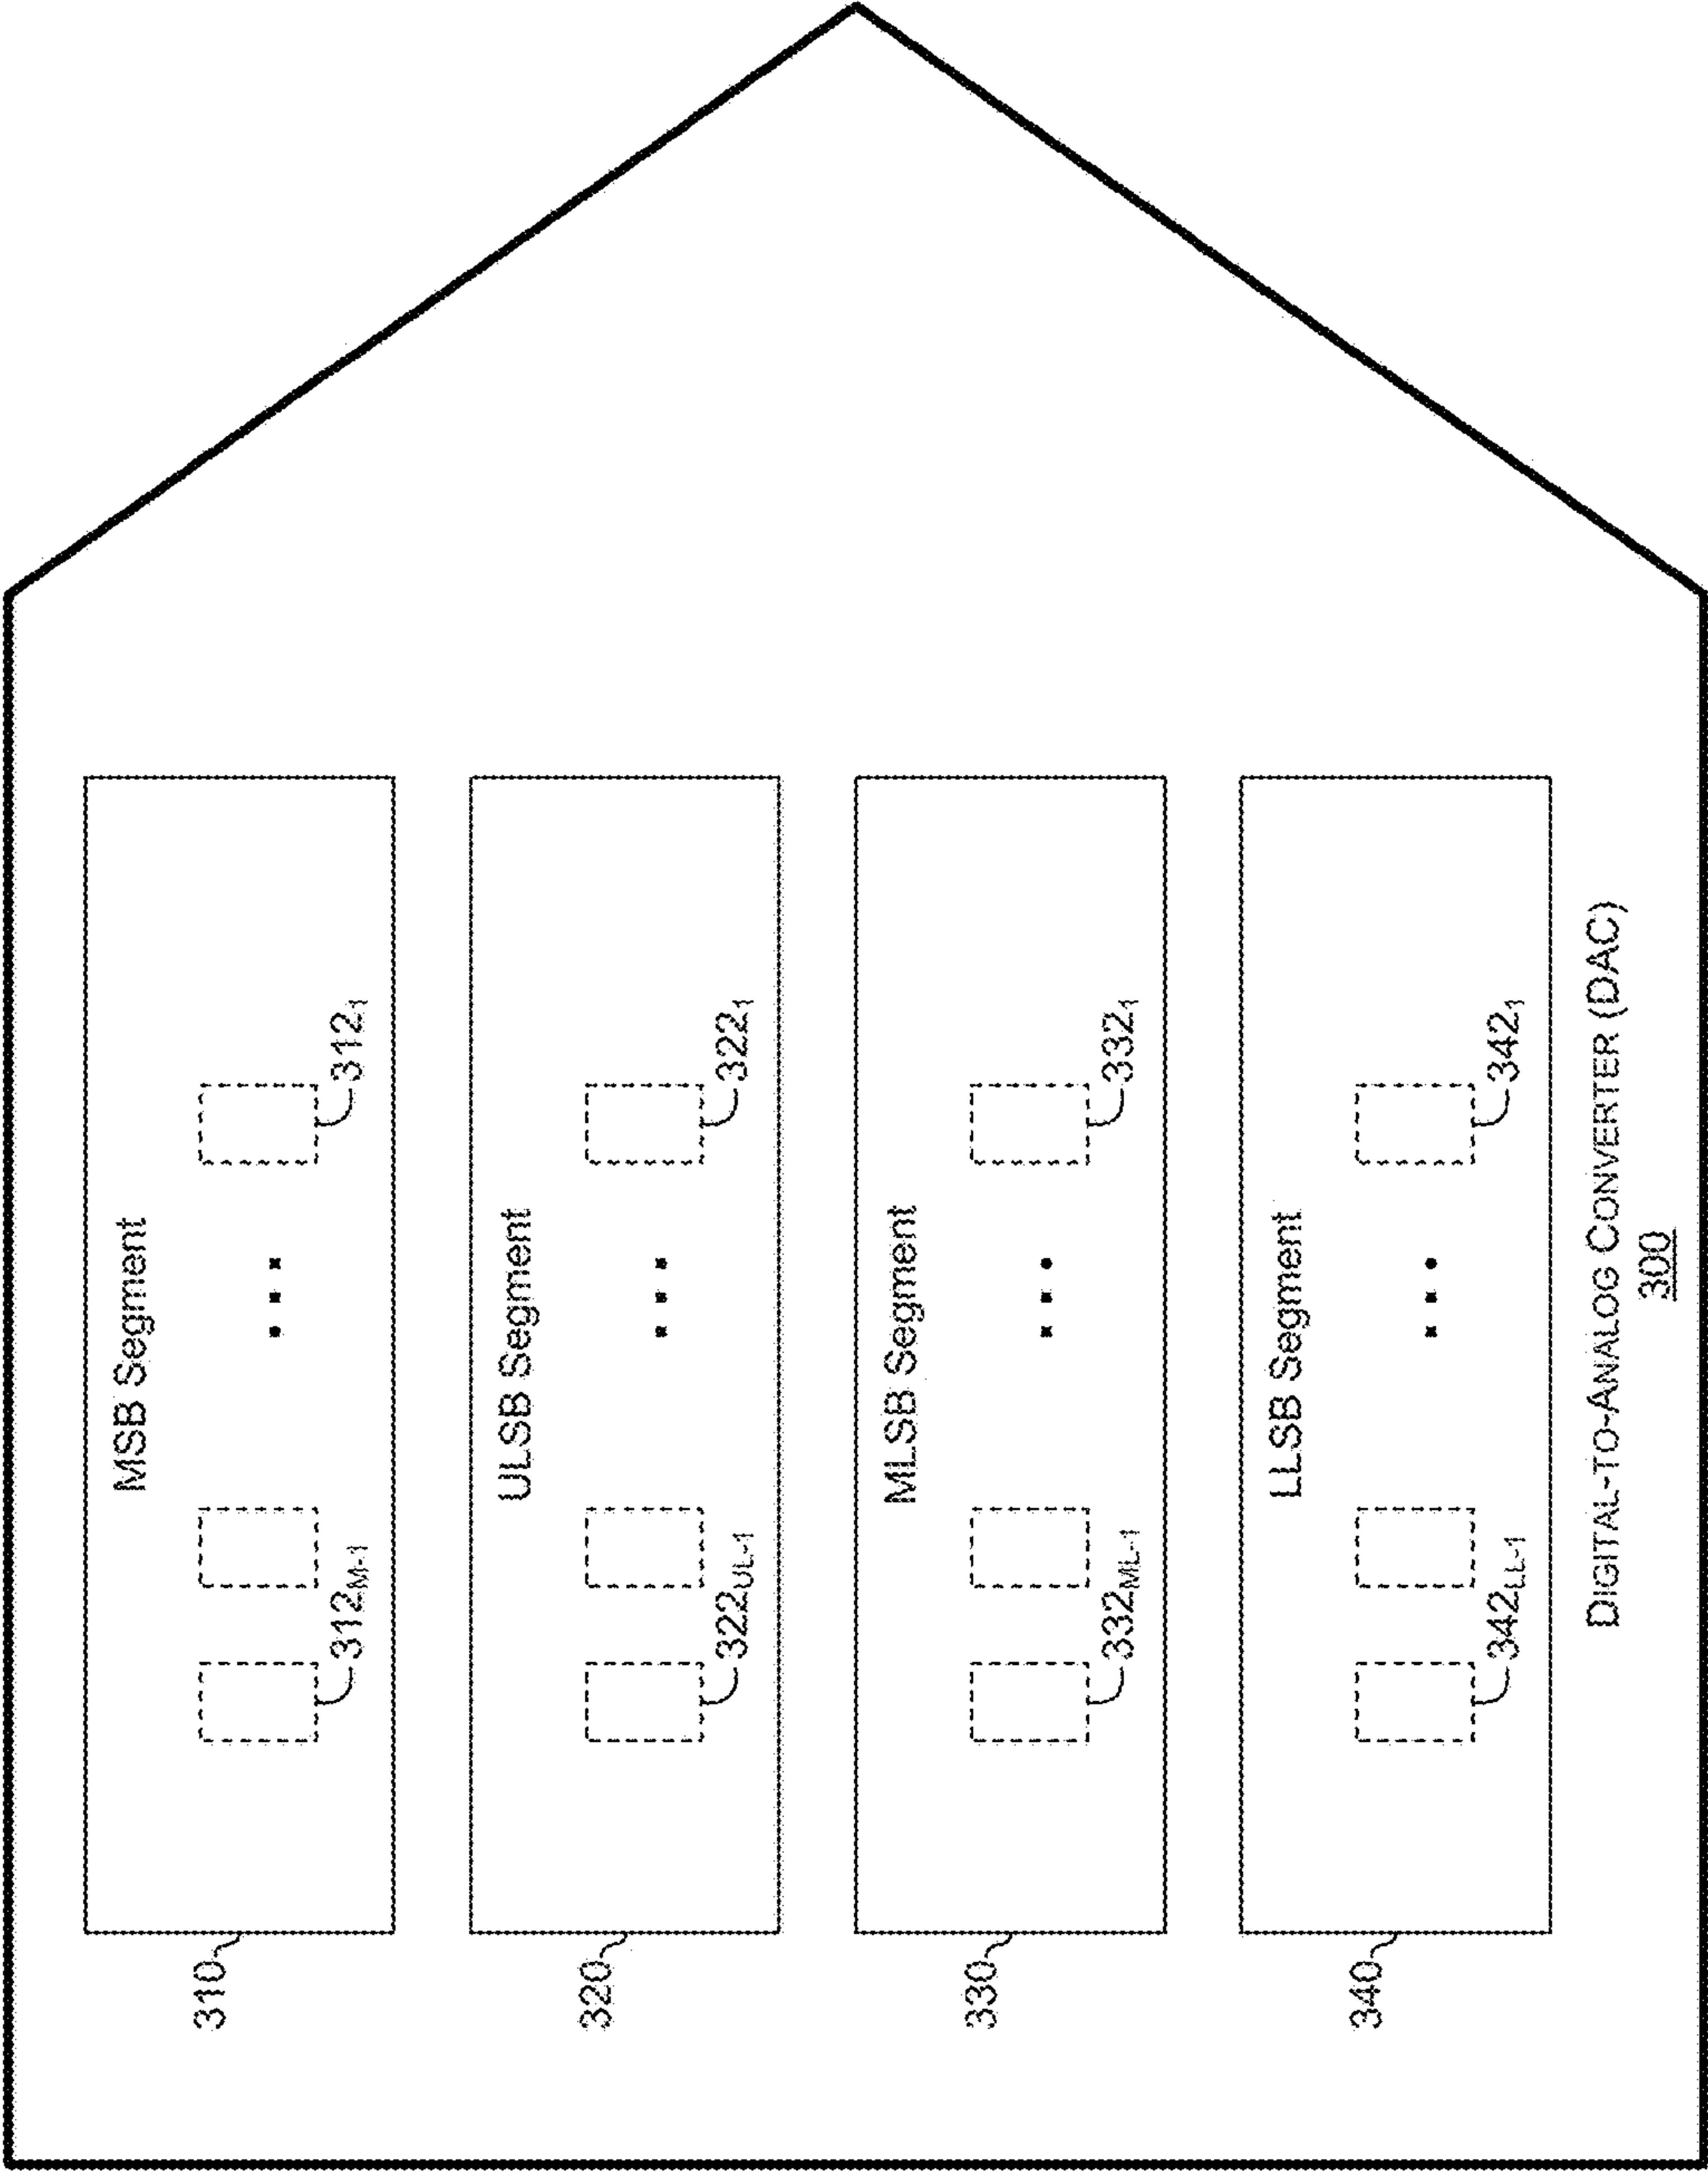 310
MSB Segment
312M-1
312₁
320
ULSB Segment
322UL-1
322₁
330
MLSB Segment
332ML-1
332₁
340
LLSB Segment
342LL-1
342₁
DIGITAL-TO-ANALOG CONVERTER (DAC)
300